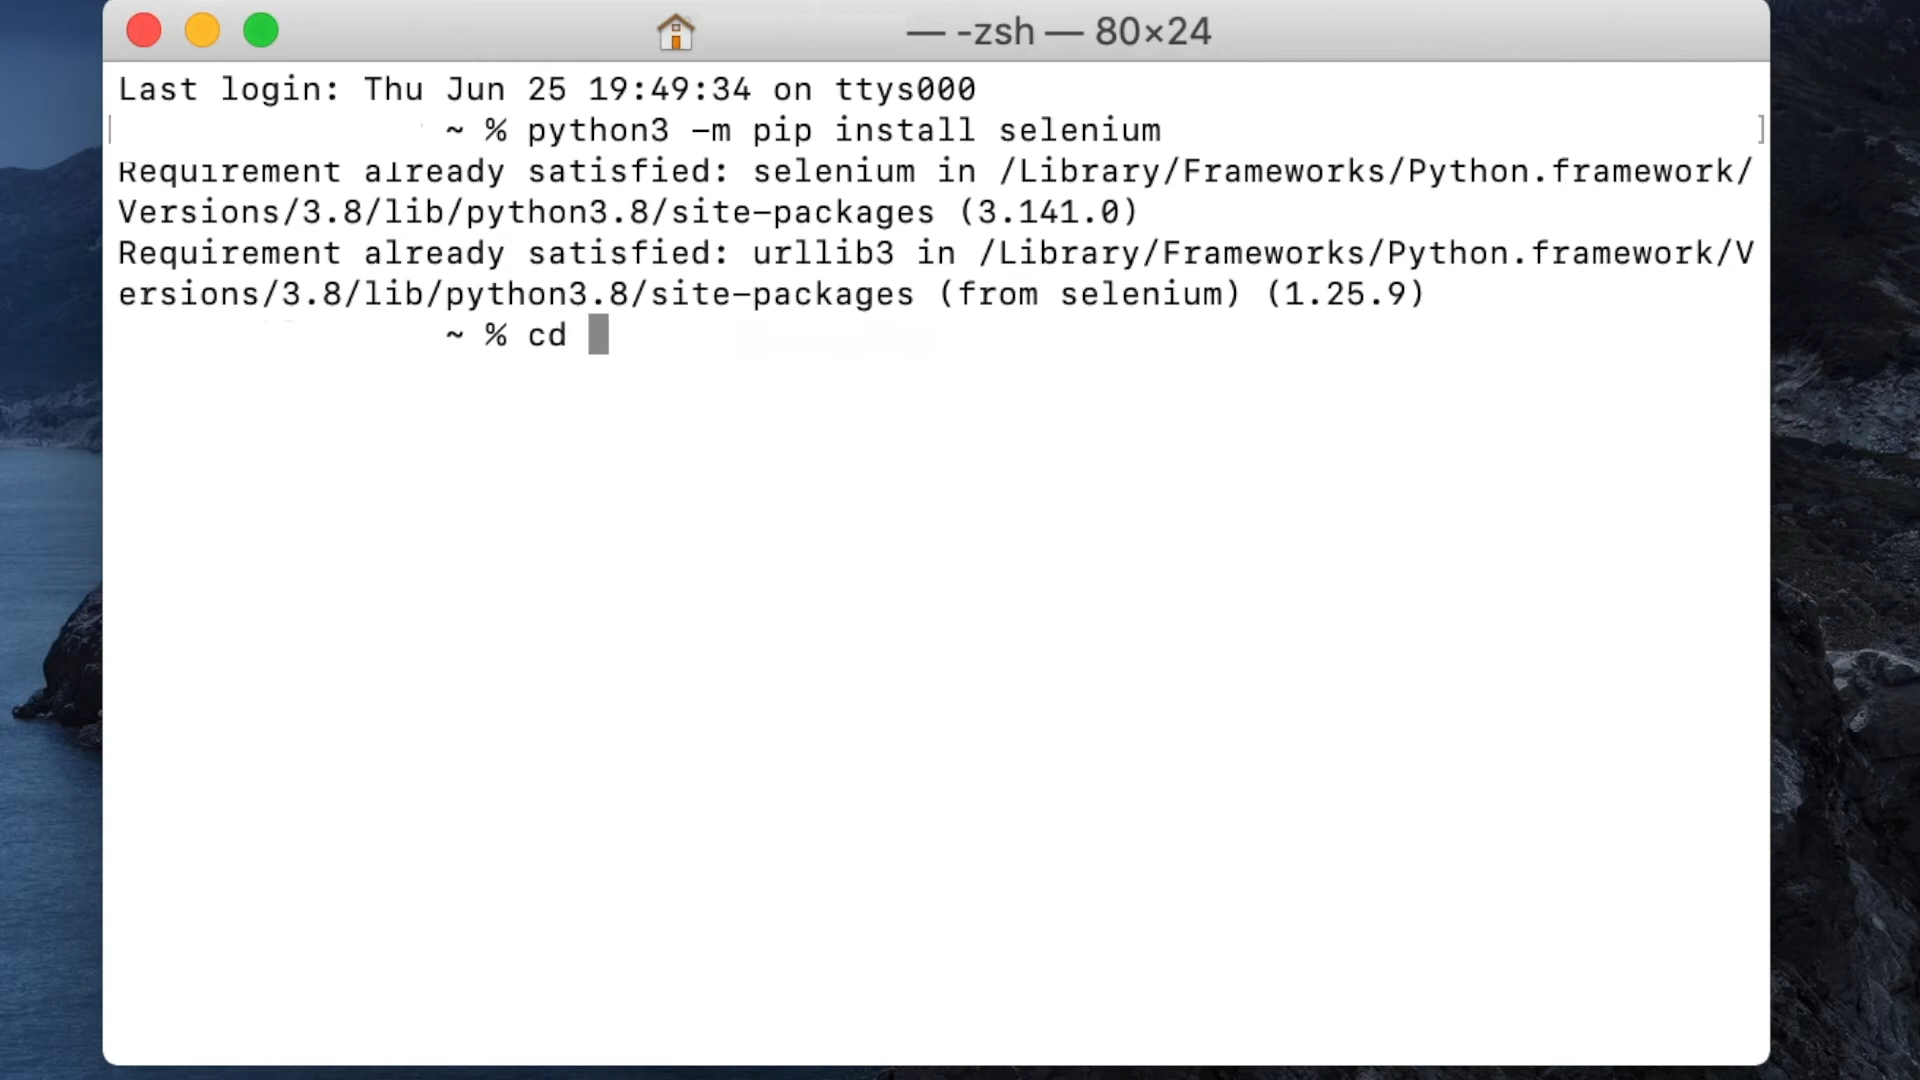 — -zsh — 80×24
Last login: Thu Jun 25 19:49:34 on ttys000
~ % python3 -m pip install selenium
Requirement already satisfied: selenium in /Library/Frameworks/Python.framework/
Versions/3.8/lib/python3.8/site-packages (3.141.0)
Requirement already satisfied: urllib3 in /Library/Frameworks/Python.framework/V
ersions/3.8/lib/python3.8/site-packages (from selenium) (1.25.9)
~ % cd